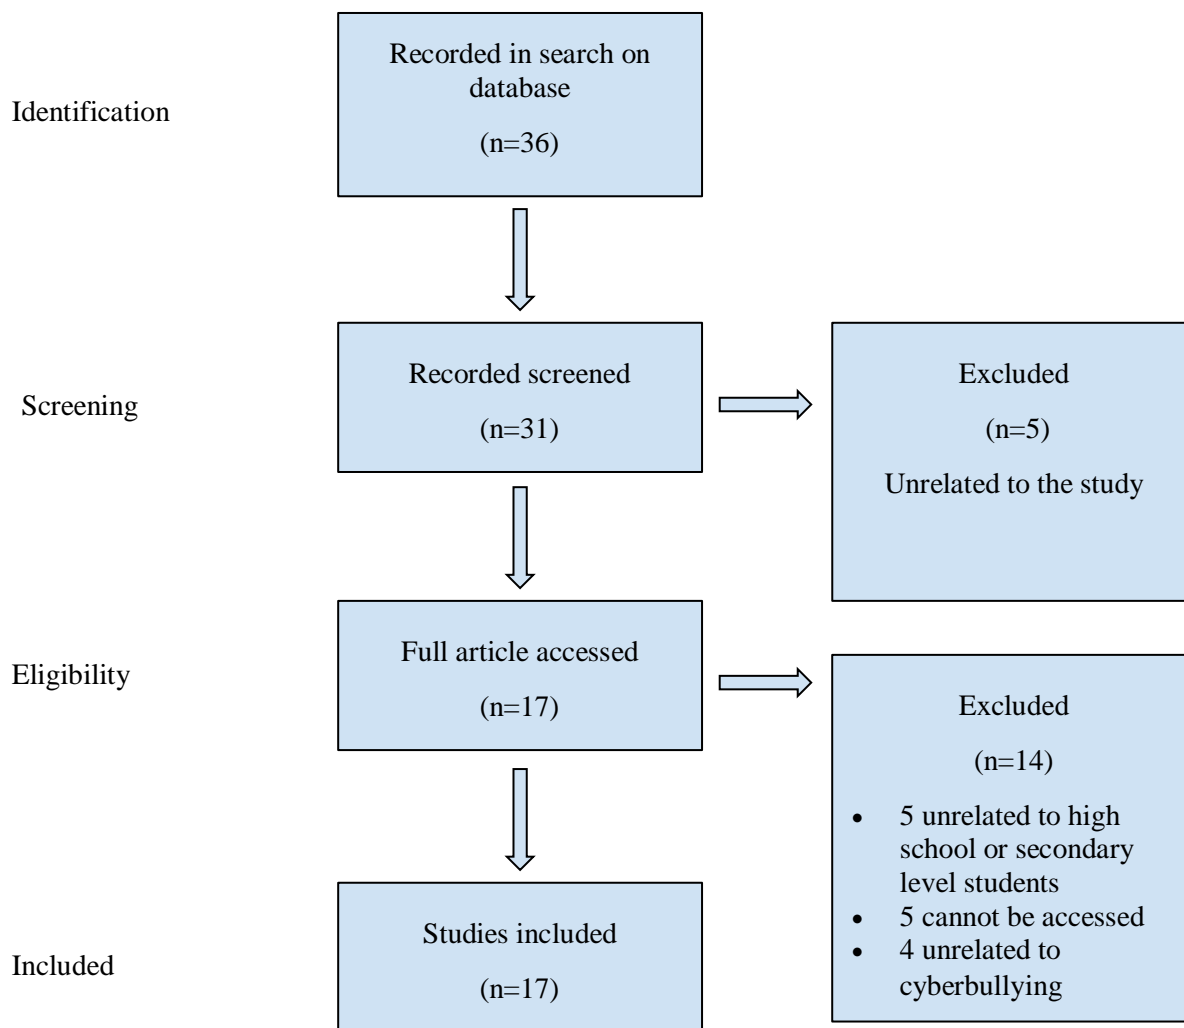 Identification
Recorded in search on
database
(n=36)
Screening
Recorded screened
(n=31)
Excluded
(n=5)
Unrelated to the study
Eligibility
Full article accessed
(n=17)
Excluded
(n=14)
• 5 unrelated to high
school or secondary
level students
• 5 cannot be accessed
• 4 unrelated to
cyberbullying
Included
Studies included
(n=17)